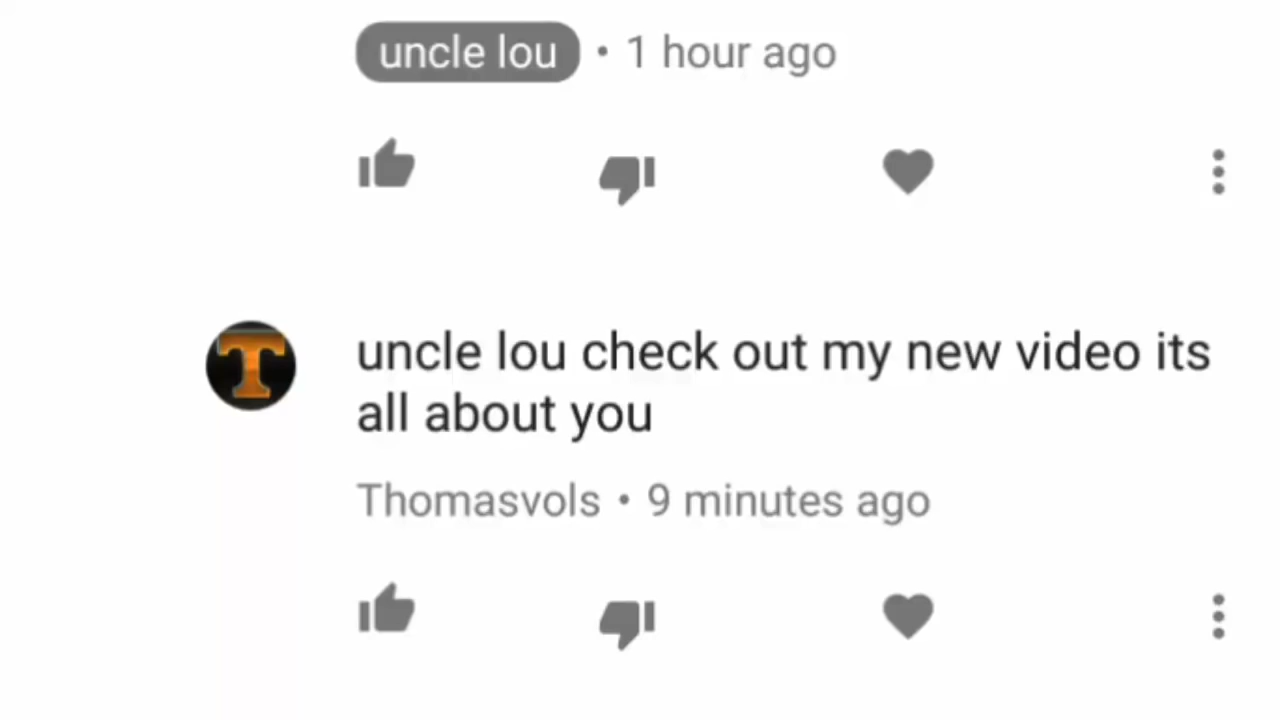 uncle lou • 1 hour ago
T
uncle lou check out my new video its
all about you
Thomasvols • 9 minutes ago